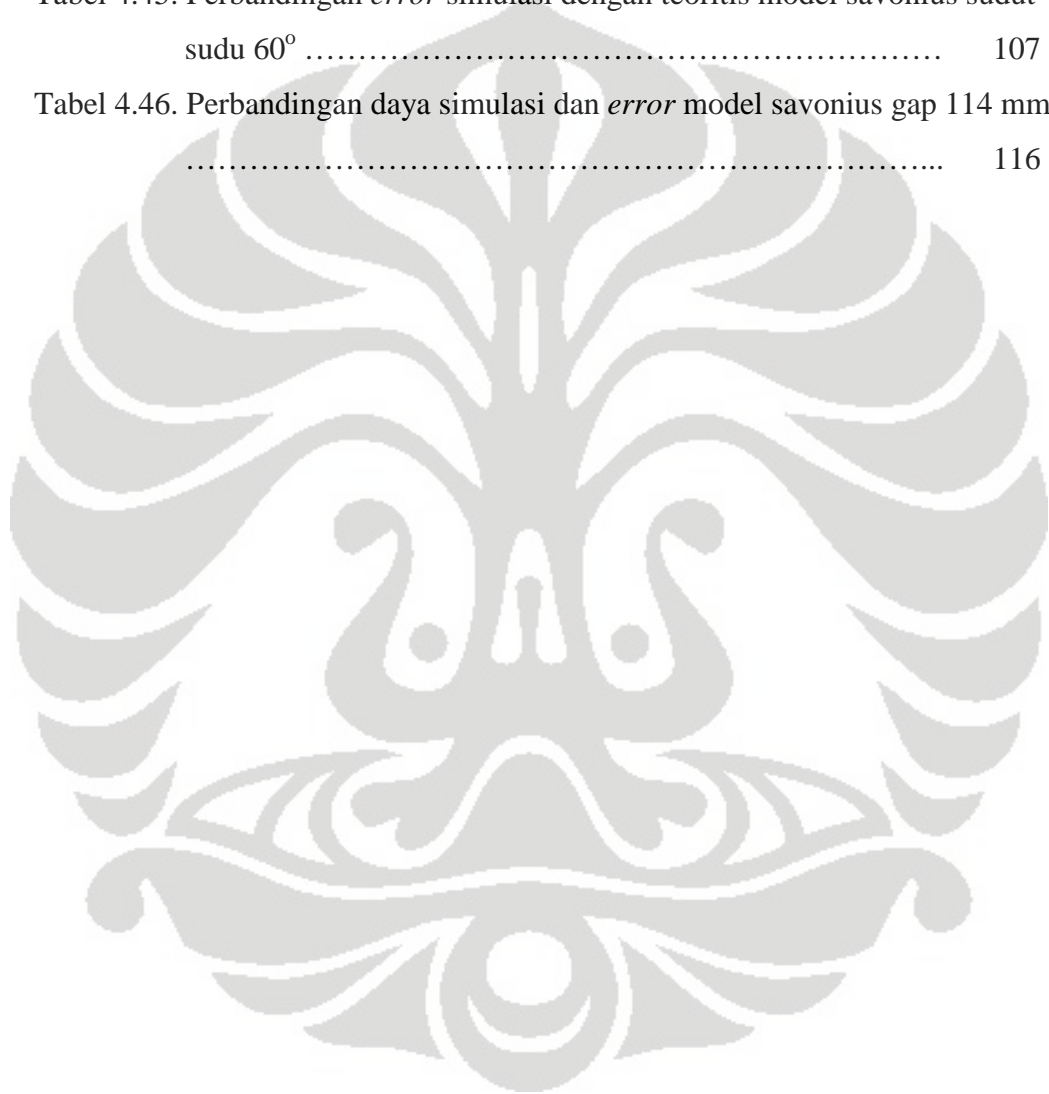 Tabel 4.45. Perbandingan error simulasi dengan teoritis model savonius sudut
sudu 60° ………………………………………………… 107
Tabel 4.46. Perbandingan daya simulasi dan error model savonius gap 114 mm
…………………………………………………………... 116